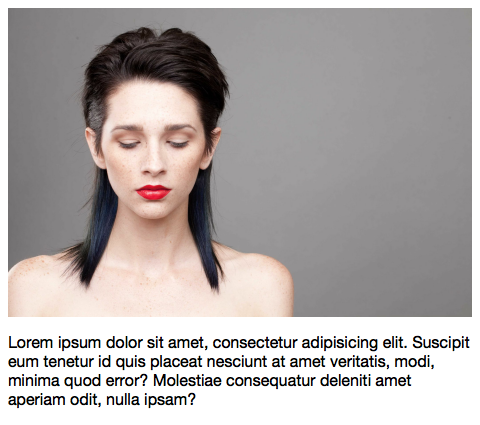 Lorem ipsum dolor sit amet, consectetur adipisicing elit. Suscipit
eum tenetur id quis placeat nesciunt at amet veritatis, modi,
minima quod error? Molestiae consequatur deleniti amet
aperiam odit, nulla ipsam?